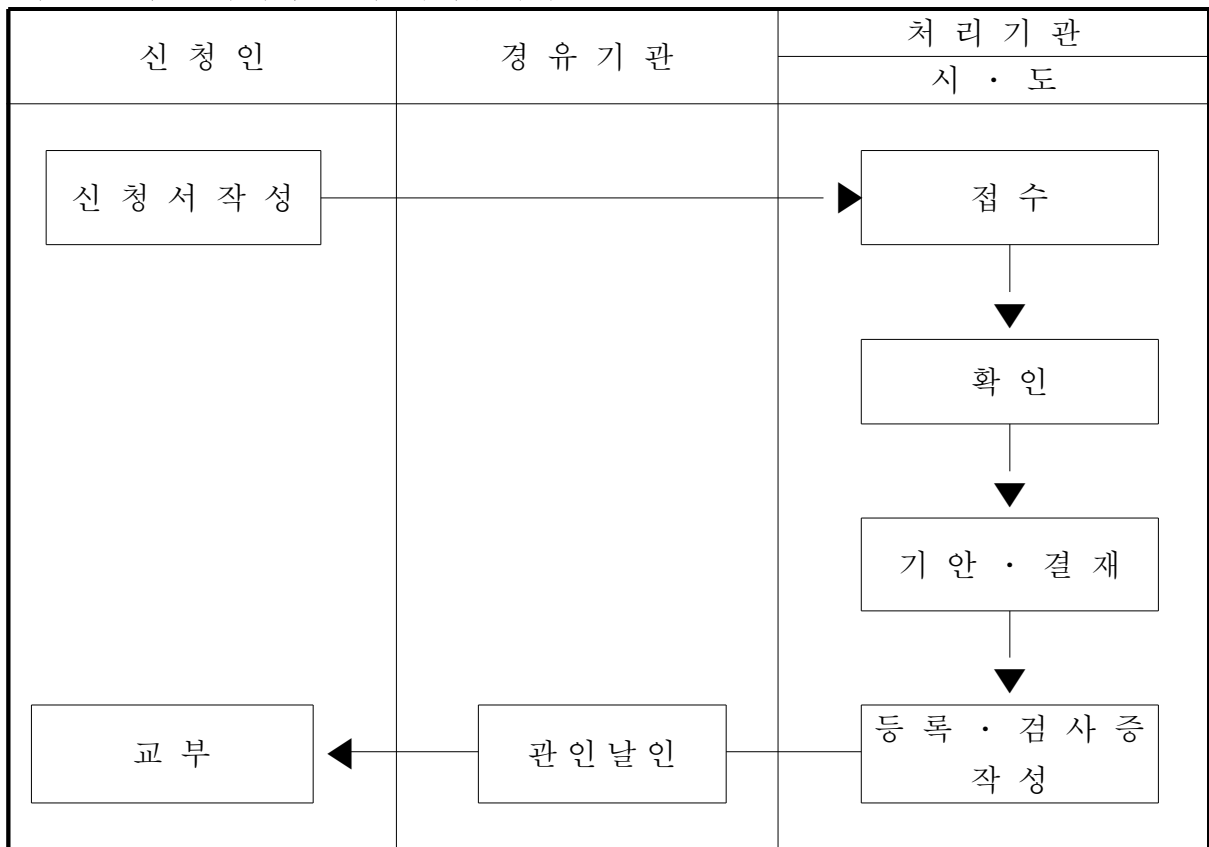 신 청 인
경 유 기 관
처 리 기 관
시 · 도
신 청 서 작 성
접 수
확 인
기 안 · 결 재
등 록 · 검 사 증
작 성
관 인 날 인
교 부